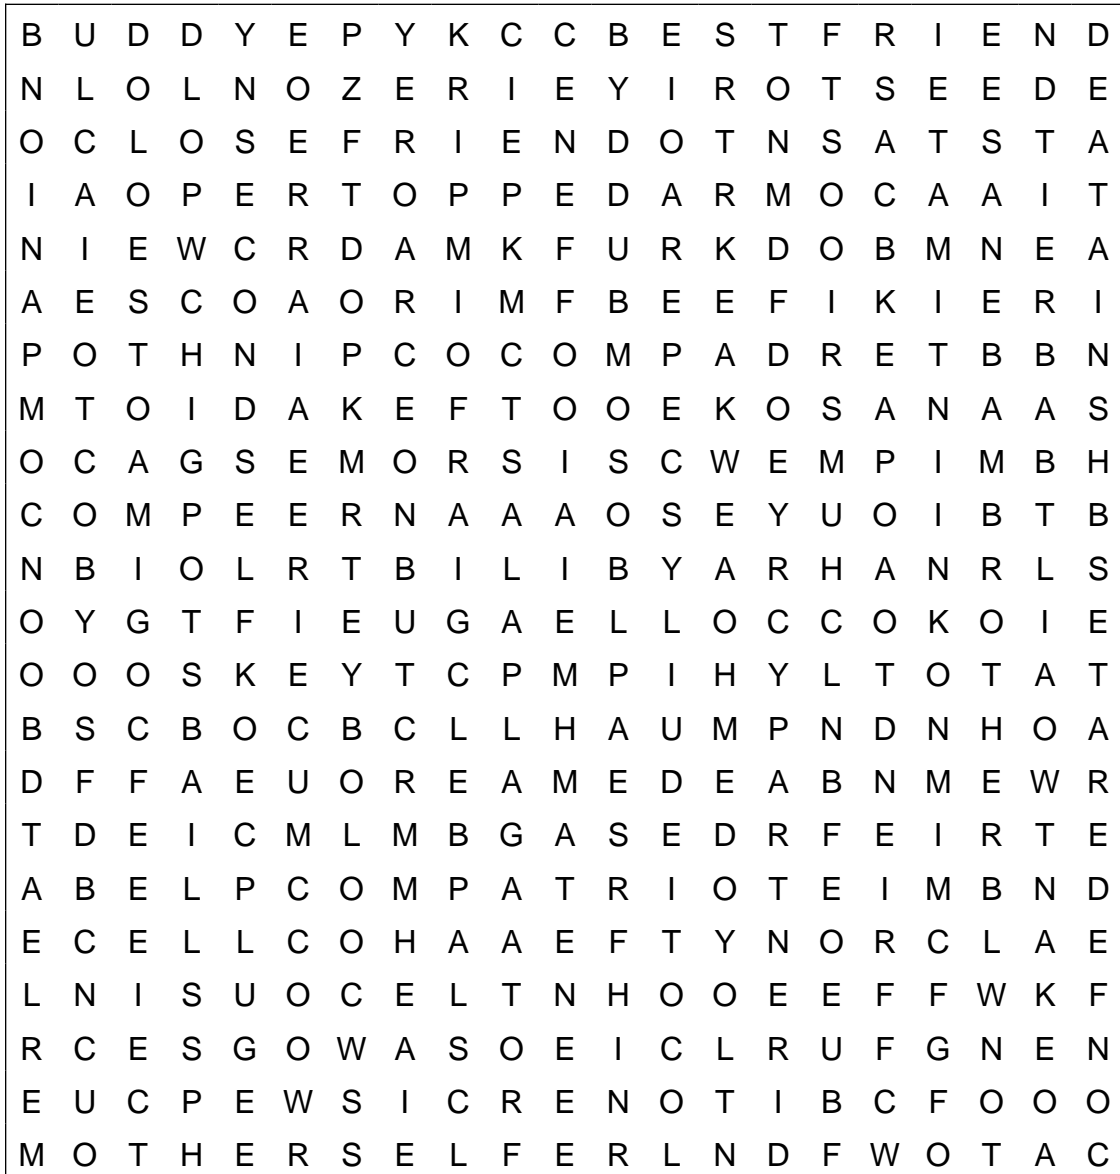 B U D D Y E P Y K C C B E S T F R I E N D
N L O L N O Z E R I E Y I R O T S E E D E
O C L O S E F R I E N D O T N S A T S T A
I A O P E R T O P P E D A R M O C A A I T
N I E W C R D A M K F U R K D O B M N E A
A E S C O A O R I M F B E E F I K I E R I
P O T H N I P C O C O M P A D R E T B B N
M T O I D A K E F T O O E K O S A N A A S
O C A G S E M O R S I S C W E M P I M B H
C O M P E E R N A A A O S E Y U O I B T B
N B I O L R T B I L I B Y A R H A N R L S
O Y G T F I E U G A E L L O C C O K O I E
O O O S K E Y T C P M P I H Y L T O T A T
B S C B O C B C L L H A U M P N D N H O A
D F F A E U O R E A M E D E A B N M E W R
T D E I C M L M B G A S E D R F E I R T E
A B E L P C O M P A T R I O T E I M B N D
E C E L L C O H A A E F T Y N O R C L A E
L N I S U O C E L T N H O O E E F F W K F
R C E S G O W A S O E I C L R U F G N E N
E U C P E W S I C R E N O T I B C F O O O
M O T H E R S E L F E R L N D F W O T A C